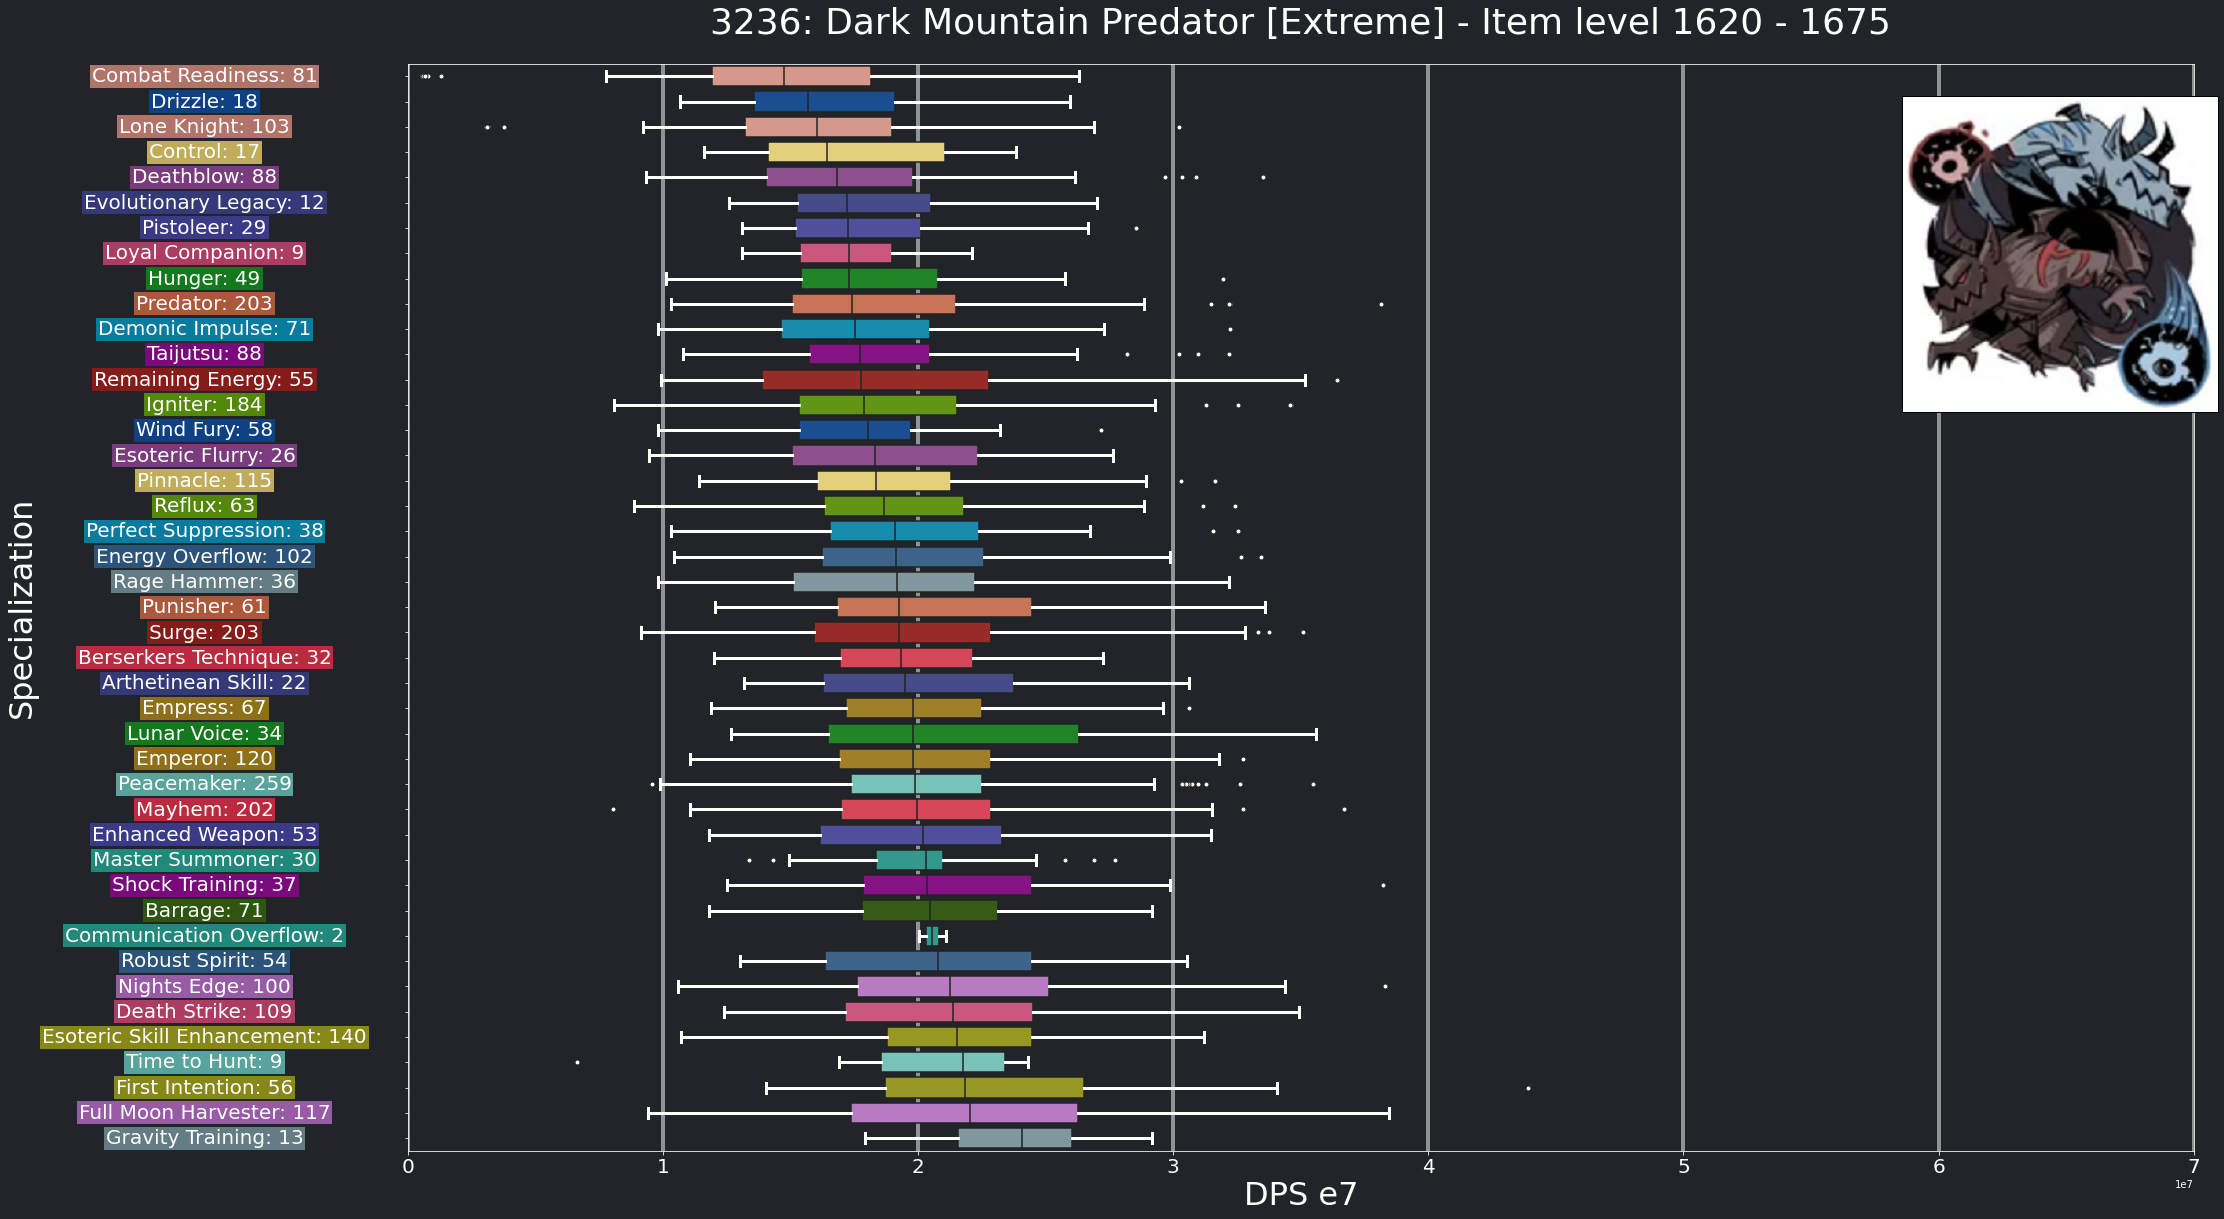 3236: Dark Mountain Predator [Extreme] - Item level 1620 - 1675
Specialization
Combat Readiness: 81
Drizzle: 18
Lone Knight: 103
Control: 17
Deathblow: 88
Evolutionary Legacy: 12
Pistoleer: 29
Loyal Companion: 9
Hunger: 49
Predator: 203
Demonic Impulse: 71
Taijutsu: 88
Remaining Energy: 55
Igniter: 184
Wind Fury: 58
Esoteric Flurry: 26
Pinnacle: 115
Reflux: 63
Perfect Suppression: 38
Energy Overflow: 102
Rage Hammer: 36
Punisher: 61
Surge: 203
Berserkers Technique: 32
Arthetinean Skill: 22
Empress: 67
Lunar Voice: 34
Emperor: 120
Peacemaker: 259
Mayhem: 202
Enhanced Weapon: 53
Master Summoner: 30
Shock Training: 37
Barrage: 71
Communication Overflow: 2
Robust Spirit: 54
Nights Edge: 100
Death Strike: 109
Esoteric Skill Enhancement: 140
Time to Hunt: 9
First Intention: 56
Full Moon Harvester: 117
Gravity Training: 13
0 1 2 3 4 5 6 7
1e7
DPS e7